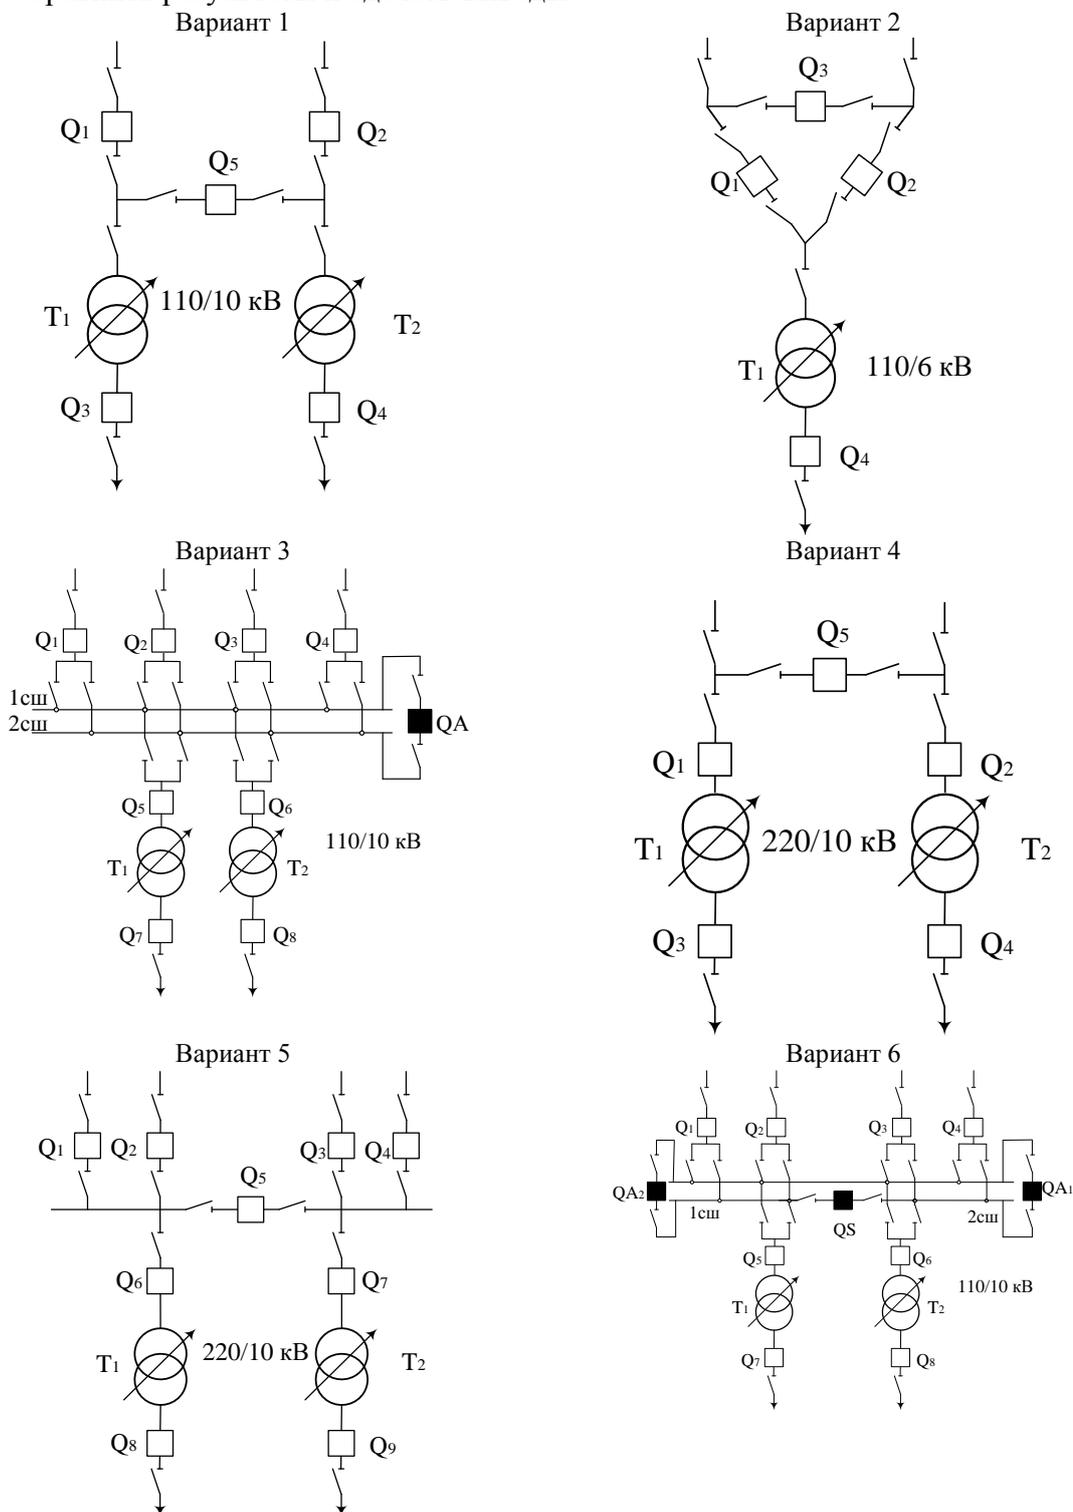 Вариант 1
Q1
Q2
Q5
T1
110/10 кВ
T2
Q3
Q4
Вариант 2
Q3
Q1
Q2
T1
110/6 кВ
Q4
Вариант 3
Q1
Q2
Q3
Q4
1сш
2сш
QA
Q5
Q6
T1
T2
110/10 кВ
Q7
Q8
Вариант 4
Q5
Q1
Q2
T1
220/10 кВ
T2
Q3
Q4
Вариант 5
Q1
Q2
Q3
Q4
Q5
Q6
Q7
T1
220/10 кВ
T2
Q8
Q9
Вариант 6
Q1
Q2
Q3
Q4
QA2
QA1
1сш
QS
2сш
Q5
Q6
T1
T2
110/10 кВ
Q7
Q8